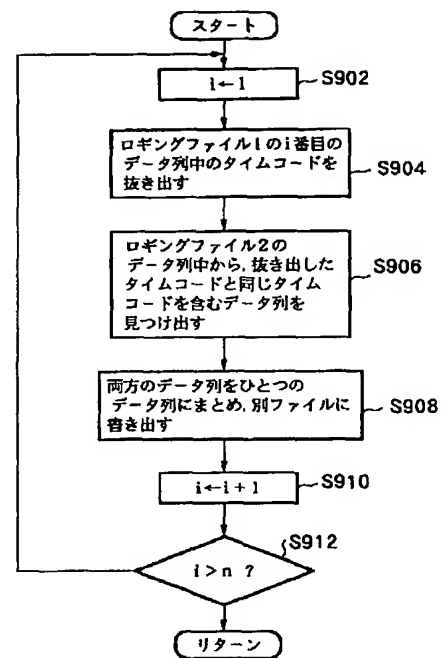 スタート
i←1
S902
ロギングファイル1のi番目の
データ列中のタイムコードを
抜き出す
S904
ロギングファイル2の
データ列中から,抜き出した
タイムコードと同じタイム
コードを含むデータ列を
見つけ出す
S906
両方のデータ列をひとつの
データ列にまとめ,別ファイルに
書き出す
S908
i←i+1
S910
S912
i>n ?
リターン